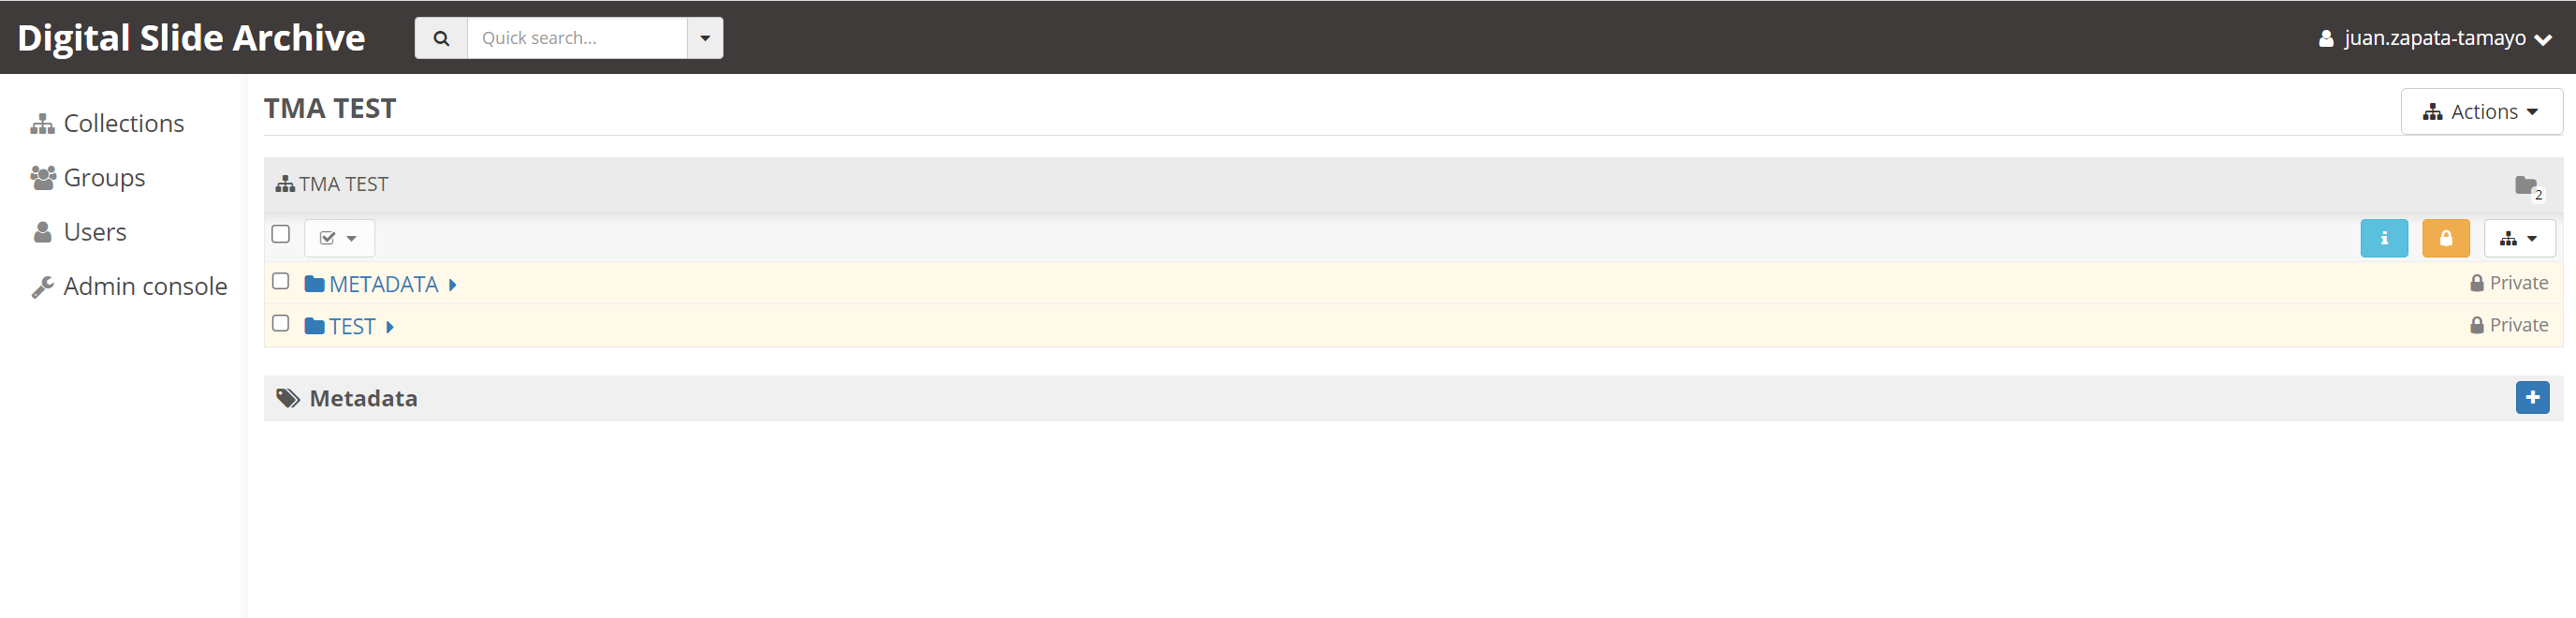 Digital Slide Archive
Quick search...
juan.zapata-tamayo
Collections
Groups
Users
Admin console
TMA TEST
Actions
TMA TEST
2
METADATA
Private
TEST
Private
Metadata